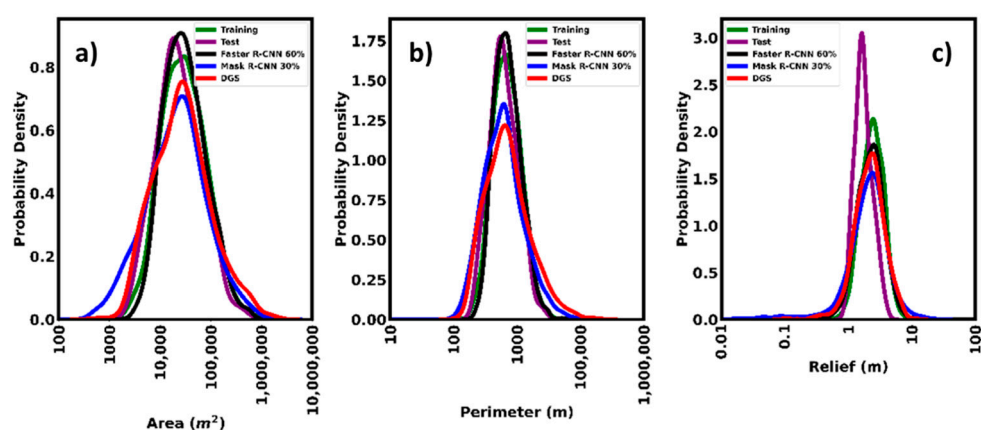 a)
Training
Test
Faster R-CNN 60%
Mask R-CNN 30%
DGS
Probability Density
0.8
0.6
0.4
0.2
0.0
100
1000
10,000
100,000
1,000,000
10,000,000
Area (m²)
b)
Training
Test
Faster R-CNN 60%
Mask R-CNN 30%
DGS
Probability Density
1.75
1.50
1.25
1.00
0.75
0.50
0.25
0.00
10
100
1000
10,000
100,000
Perimeter (m)
c)
Training
Test
Faster R-CNN 60%
Mask R-CNN 30%
DGS
Probability Density
3.0
2.5
2.0
1.5
1.0
0.5
0.0
0.01
0.1
1
10
100
Relief (m)